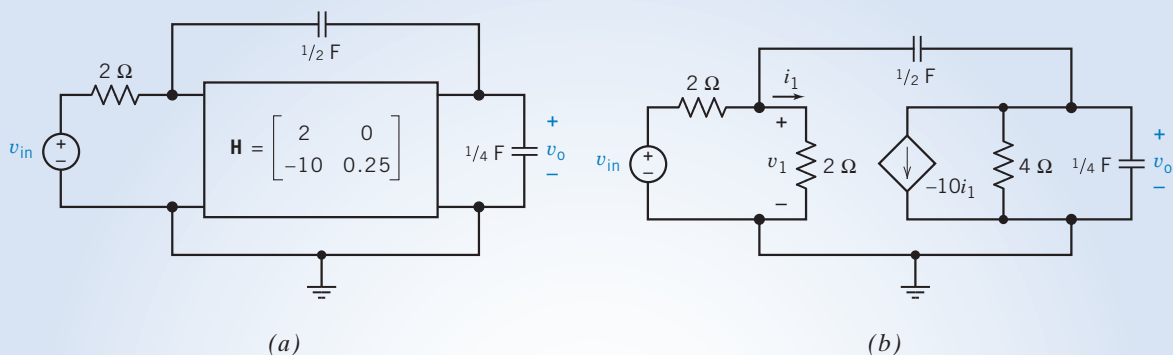 1/2 F
2 Ω
v_in
+
−
H = [ 2 0
−10 0.25 ]
1/4 F
+
v_o
−
(a)
1/2 F
2 Ω
i_1
v_in
+
−
+
v_1
−
2 Ω
−10i_1
4 Ω
1/4 F
+
v_o
−
(b)